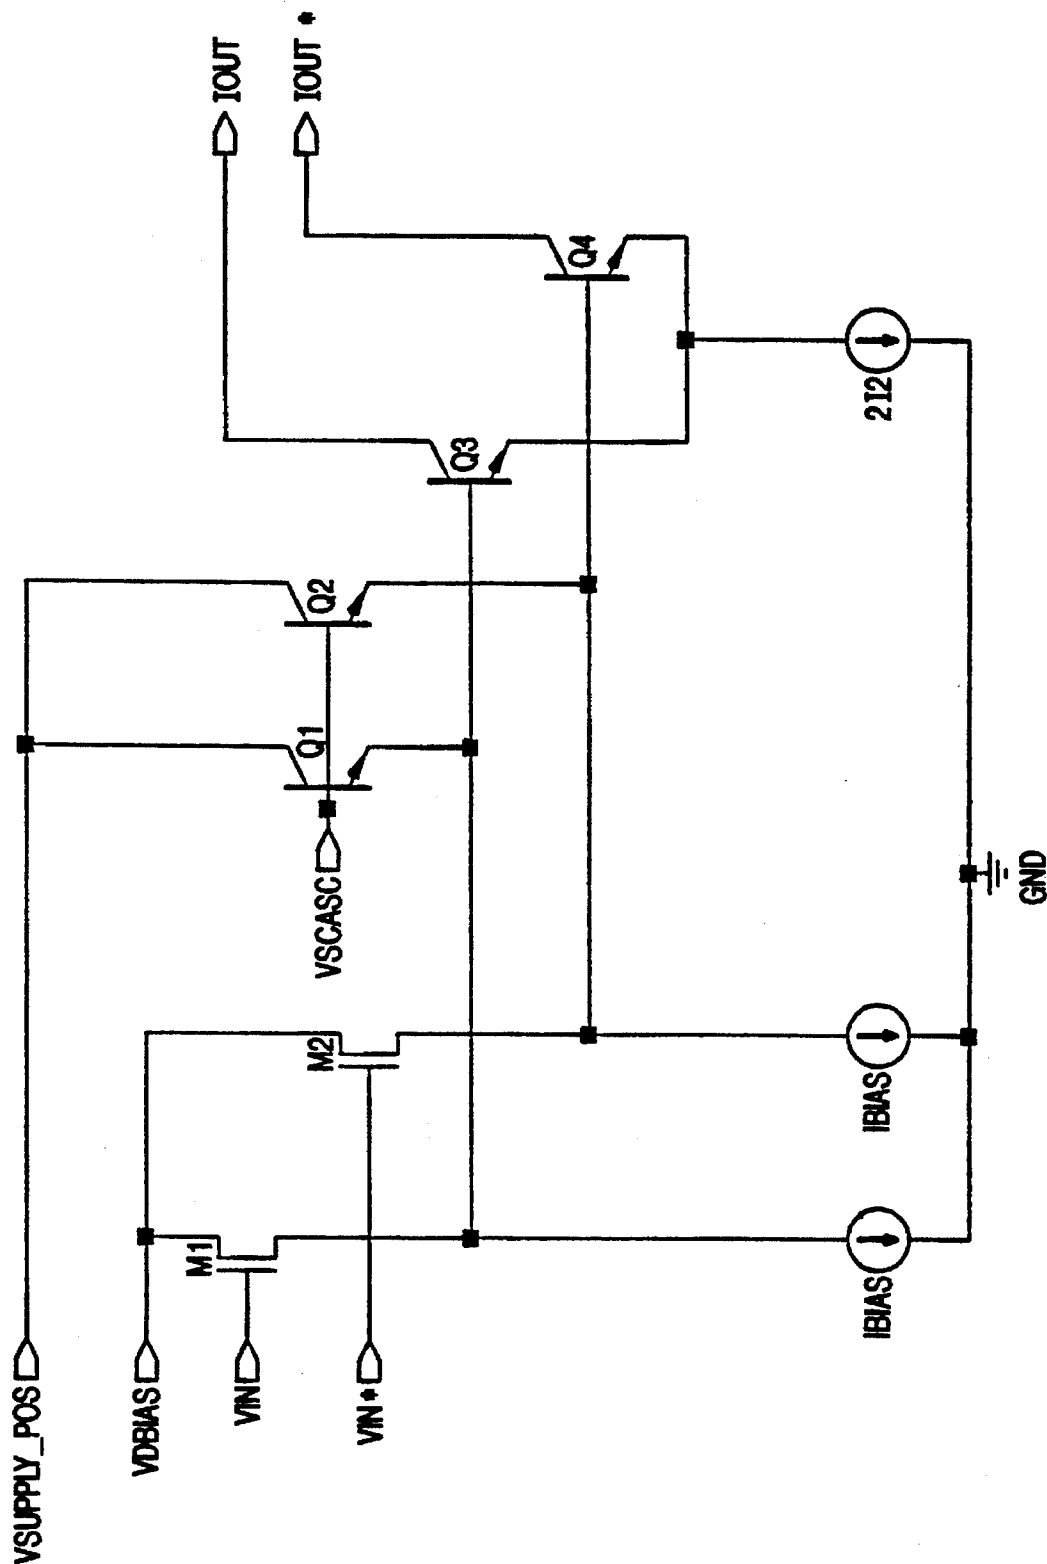 VSUPPLY_POS
VDBIAS
VIN
VIN*
M1
M2
VSCASC
Q1
Q2
Q3
Q4
IOUT
IOUT*
IBIAS
IBIAS
2I2
GND